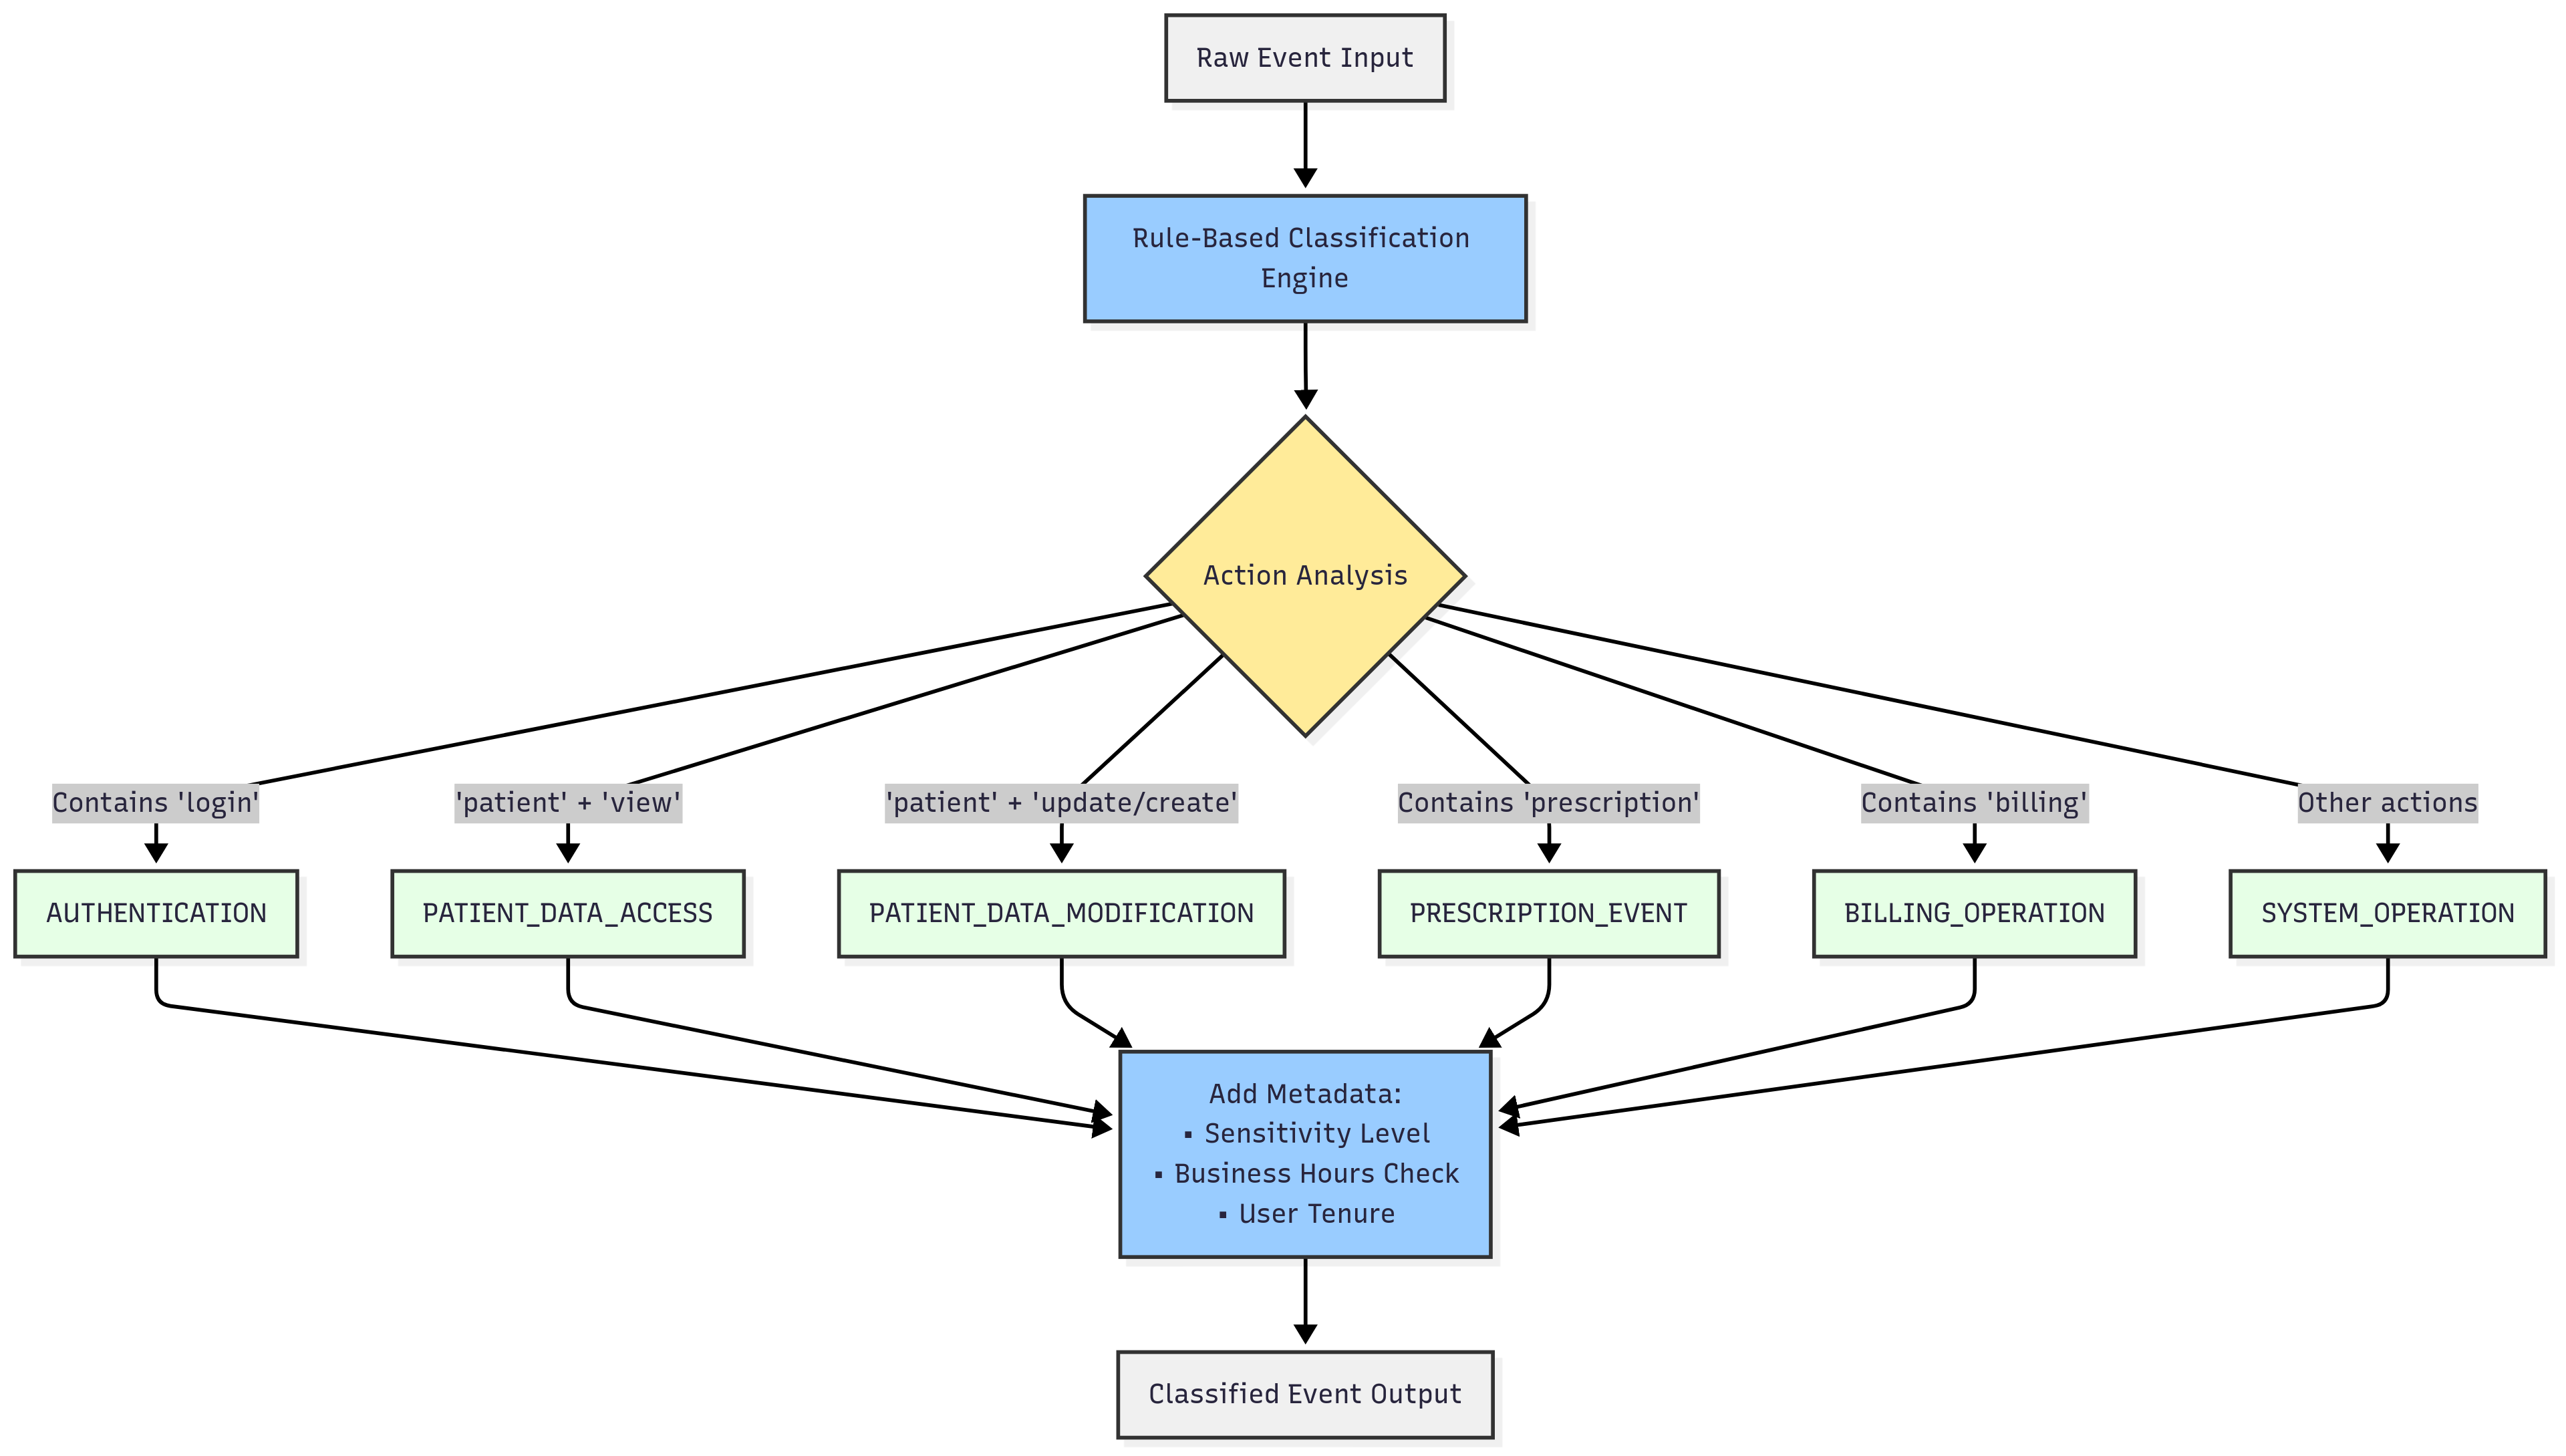 Raw Event Input
Rule-Based Classification
Engine
Action Analysis
Contains 'login'
'patient' + 'view'
'patient' + 'update/create'
Contains 'prescription'
Contains 'billing'
Other actions
AUTHENTICATION
PATIENT_DATA_ACCESS
PATIENT_DATA_MODIFICATION
PRESCRIPTION_EVENT
BILLING_OPERATION
SYSTEM_OPERATION
Add Metadata:
▪ Sensitivity Level
▪ Business Hours Check
▪ User Tenure
Classified Event Output